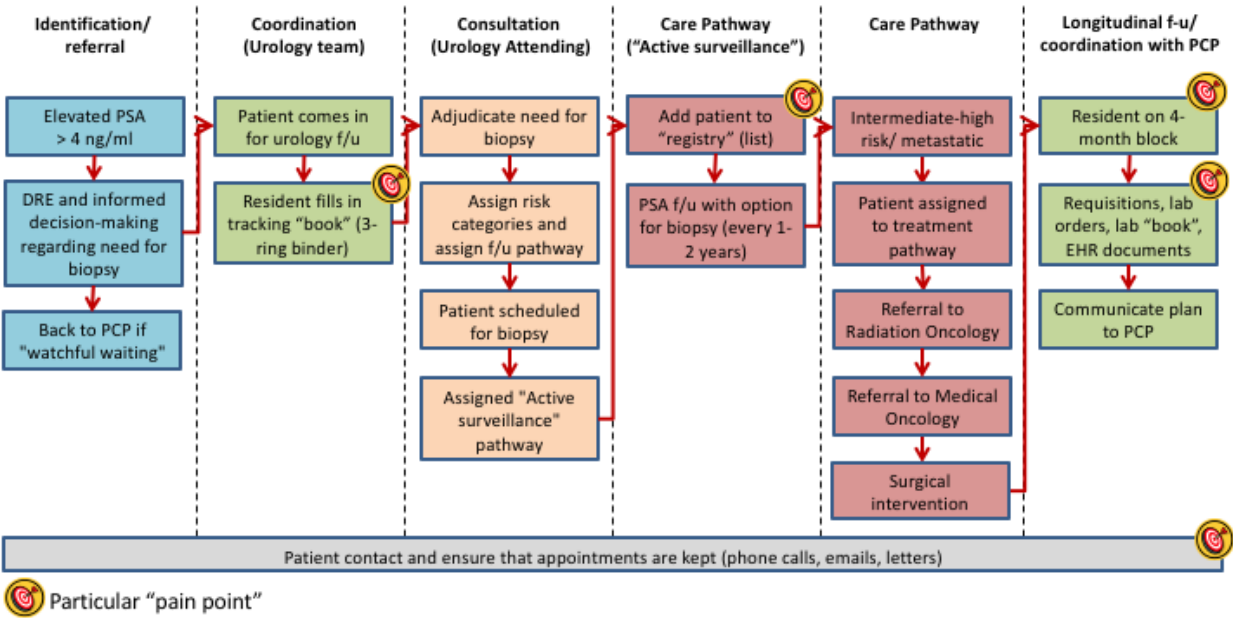 Identification/
referral
Coordination
(Urology team)
Consultation
(Urology Attending)
Care Pathway
(“Active surveillance”)
Care Pathway
Longitudinal f-u/
coordination with PCP
Elevated PSA
> 4 ng/ml
DRE and informed
decision-making
regarding need for
biopsy
Back to PCP if
"watchful waiting"
Patient comes in
for urology f/u
Resident fills in
tracking “book” (3-
ring binder)
Adjudicate need for
biopsy
Assign risk
categories and
assign f/u pathway
Patient scheduled
for biopsy
Assigned "Active
surveillance"
pathway
Add patient to
“registry” (list)
PSA f/u with option
for biopsy (every 1-
2 years)
Intermediate-high
risk/ metastatic
Patient assigned
to treatment
pathway
Referral to
Radiation Oncology
Referral to Medical
Oncology
Surgical
intervention
Resident on 4-
month block
Requisitions, lab
orders, lab “book”,
EHR documents
Communicate plan
to PCP
Patient contact and ensure that appointments are kept (phone calls, emails, letters)
Particular “pain point”